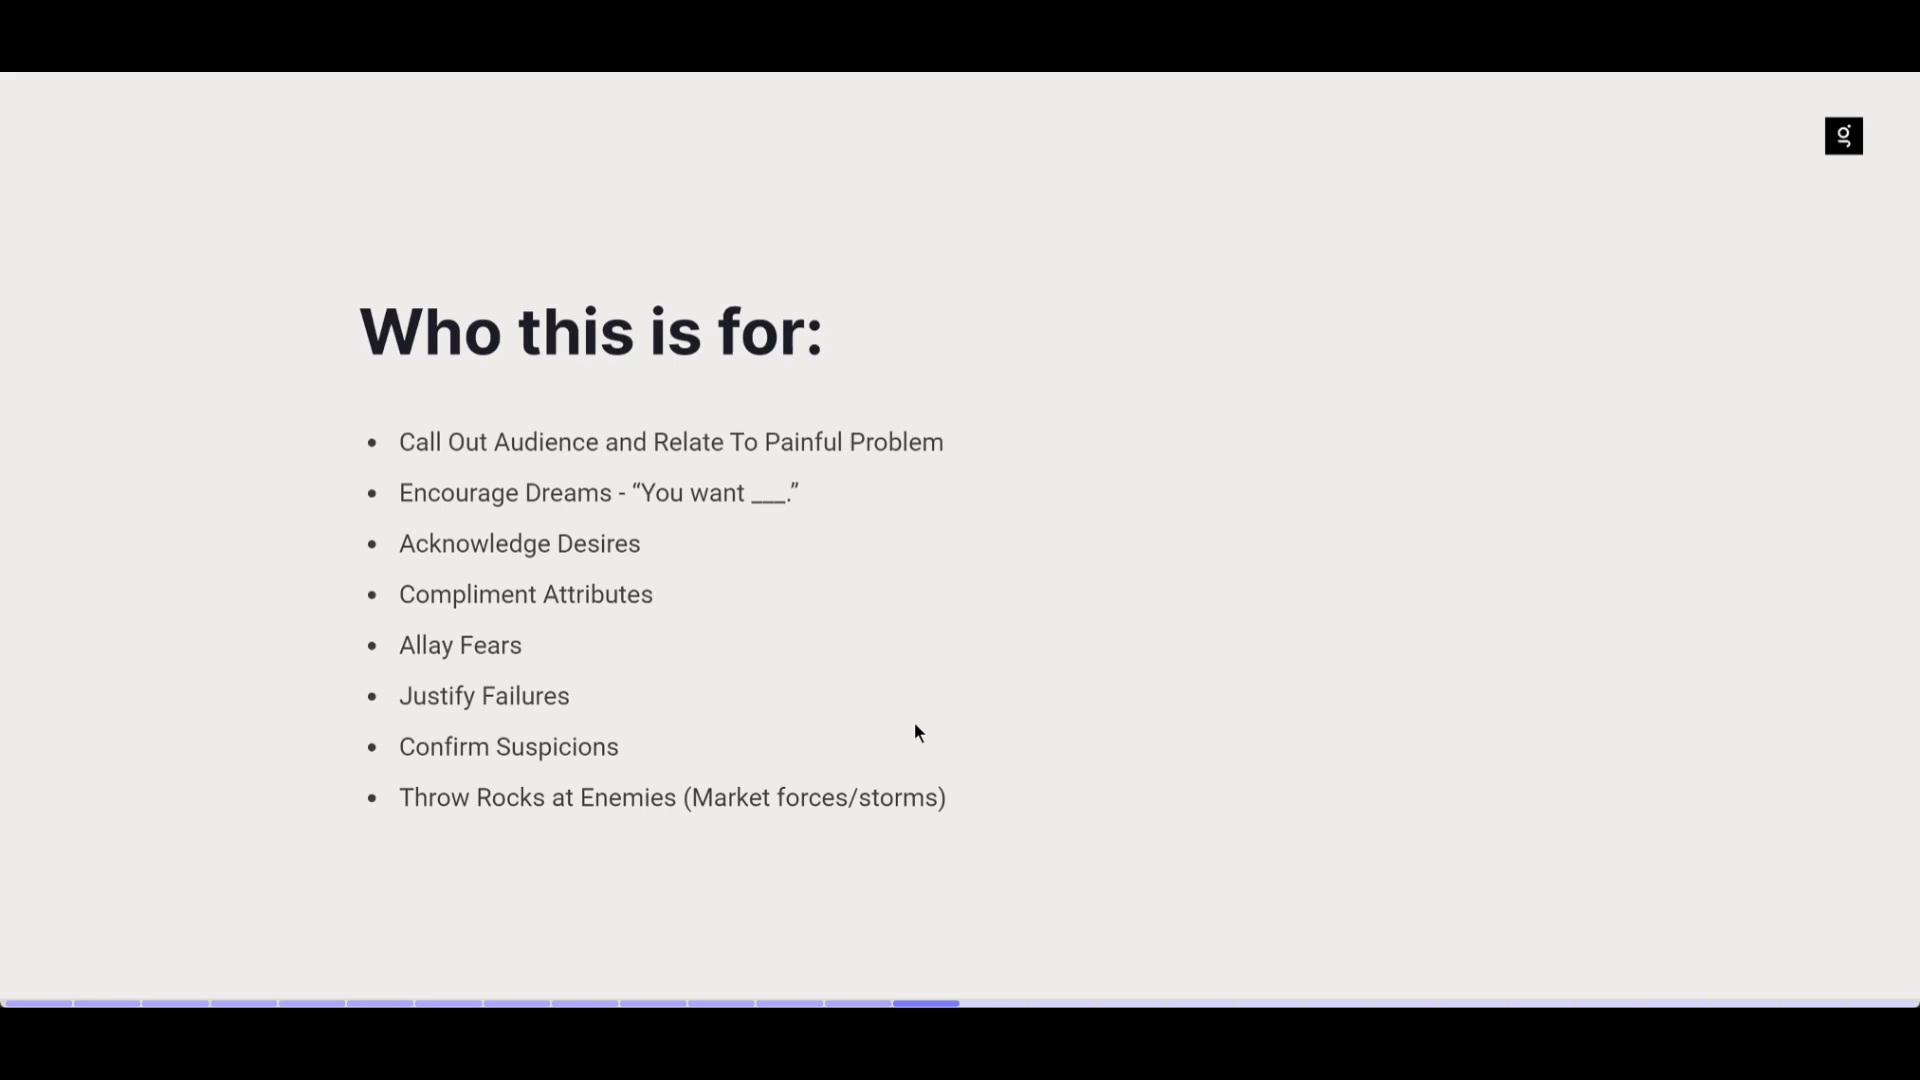 g
Who this is for:
• Call Out Audience and Relate To Painful Problem
• Encourage Dreams - “You want ___.”
• Acknowledge Desires
• Compliment Attributes
• Allay Fears
• Justify Failures
• Confirm Suspicions
• Throw Rocks at Enemies (Market forces/storms)